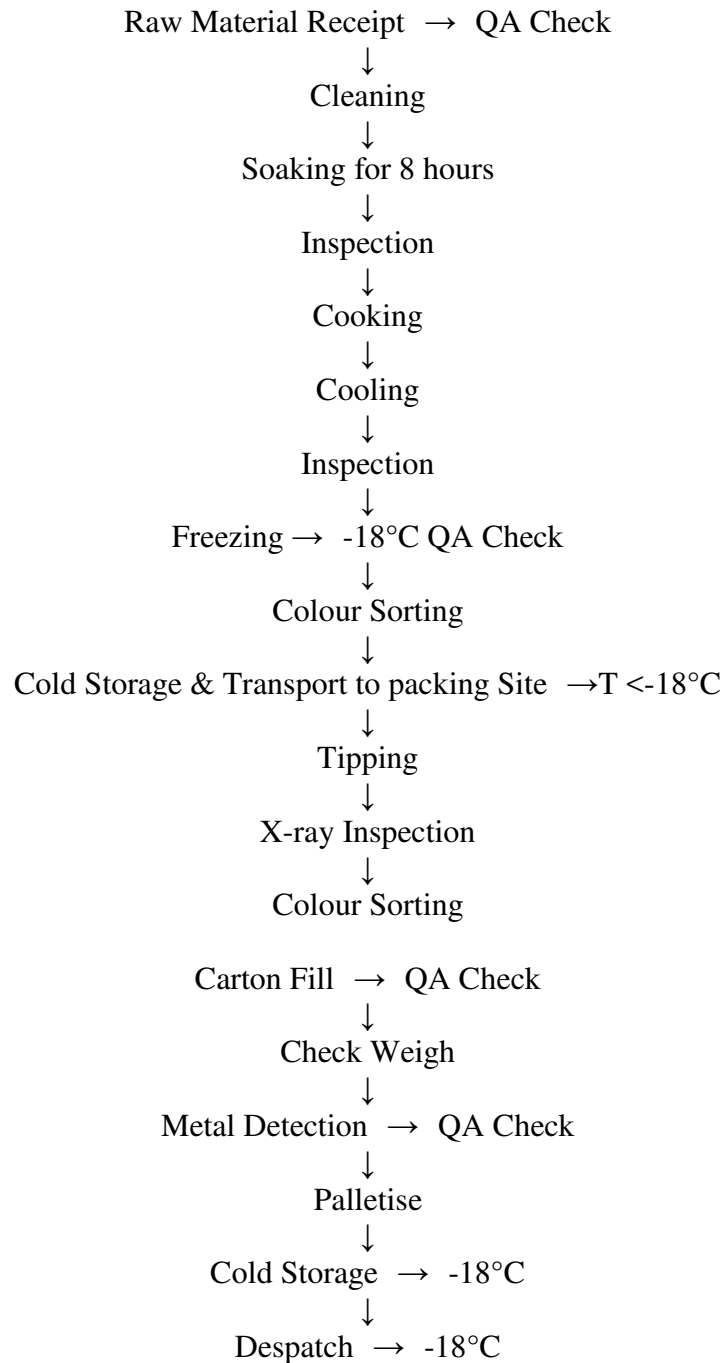 Raw Material Receipt → QA Check
↓
Cleaning
↓
Soaking for 8 hours
↓
Inspection
↓
Cooking
↓
Cooling
↓
Inspection
↓
Freezing → -18°C QA Check
↓
Colour Sorting
↓
Cold Storage & Transport to packing Site →T <-18°C
↓
Tipping
↓
X-ray Inspection
↓
Colour Sorting
Carton Fill → QA Check
↓
Check Weigh
↓
Metal Detection → QA Check
↓
Palletise
↓
Cold Storage → -18°C
↓
Despatch → -18°C